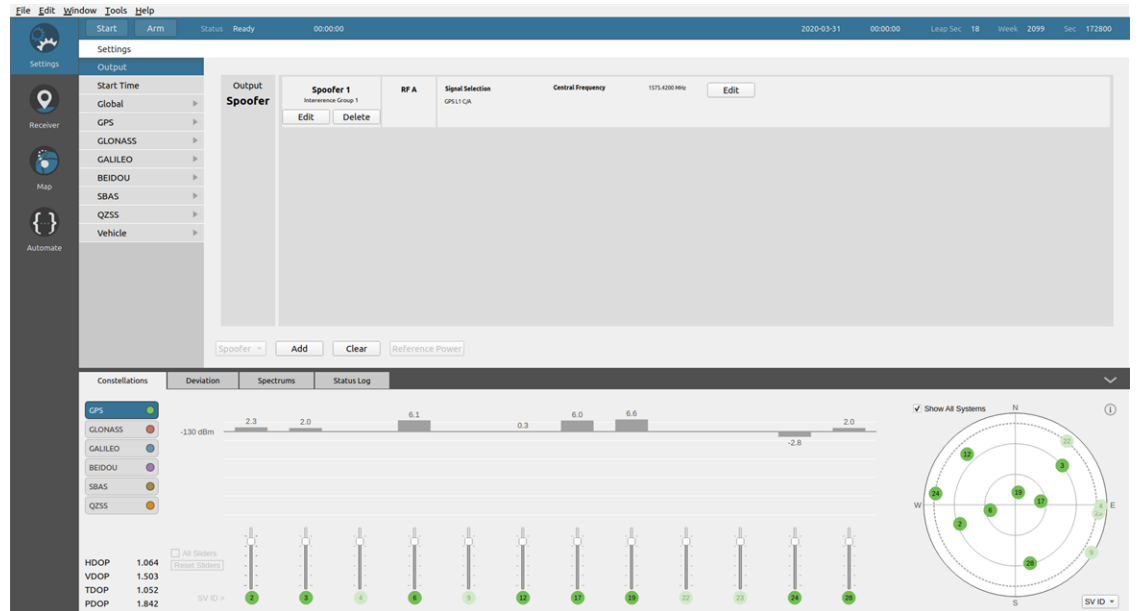 File Edit Window Tools Help
Start Arm Status Ready 00:00:00 2020-03-31 00:00:00 Leap Sec 18 Week 2099 Sec 172800
Settings
Receiver
Map
Automate
Settings
Output
Start Time
Global
GPS
GLONASS
GALILEO
BEIDOU
SBAS
QZSS
Vehicle
Output
Spoofer
Spoofer 1
Intererence Group 1
Edit Delete
RF A
Signal Selection
GPS L1 C/A
Central Frequency 1575.4200 MHz Edit
Spoofer Add Clear Reference Power
Constellations Deviation Spectrums Status Log
GPS
GLONASS
GALILEO
BEIDOU
SBAS
QZSS
HDOP 1.064
VDOP 1.503
TDOP 1.052
PDOP 1.842
-130 dBm 2.3 2.0 6.1 0.3 6.0 6.6 -2.8 2.0
All Sliders
Reset Sliders
SV ID > 2 3 4 6 9 12 17 19 22 23 24 28
Show All Systems
N
22
12
3
24
19
17
W
6
4
E
2
9
28
S
SV ID